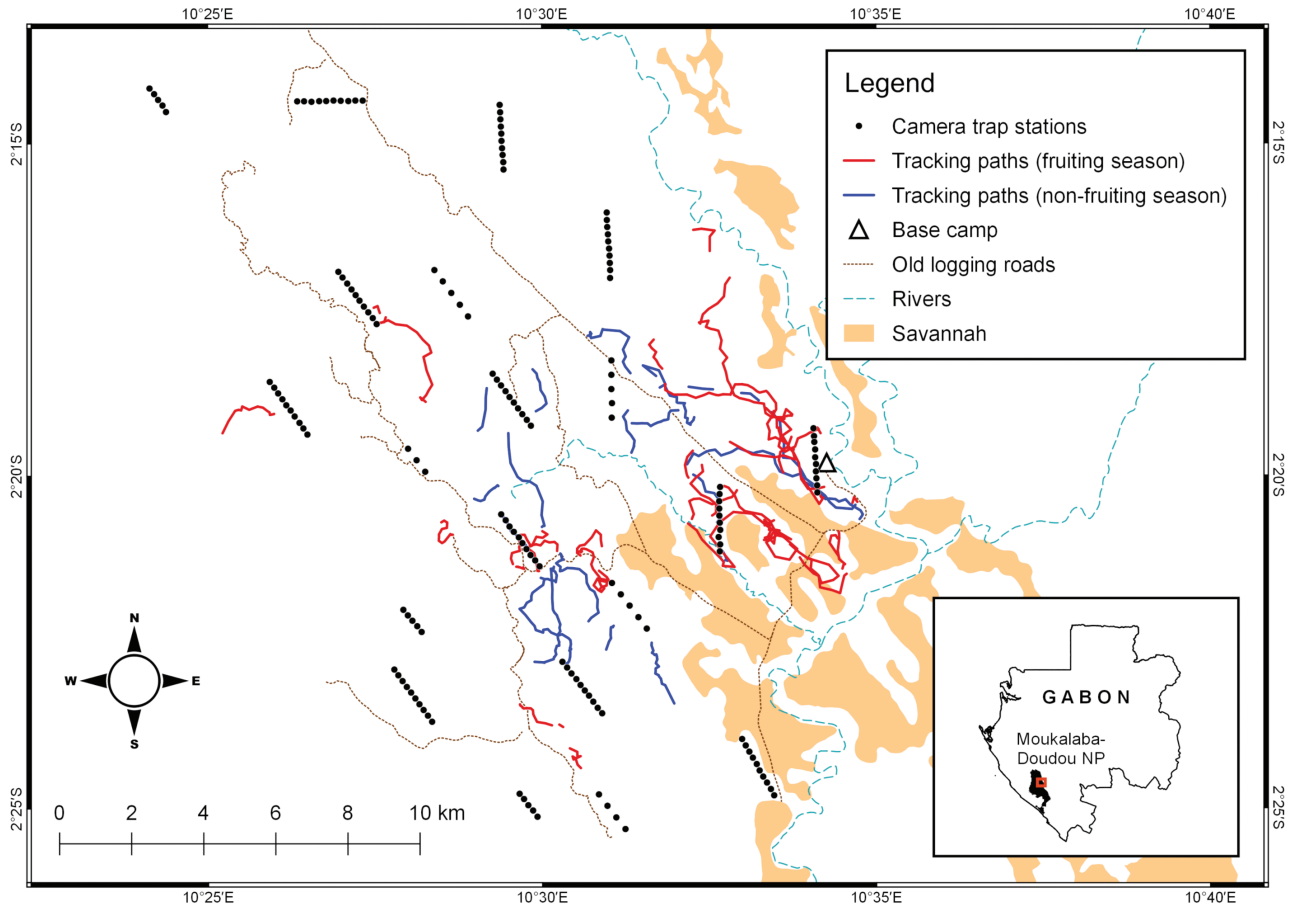 10°25'E 10°30'E 10°35'E 10°40'E
2°15'S 2°15'S
Legend
Camera trap stations
Tracking paths (fruiting season)
Tracking paths (non-fruiting season)
Base camp
Old logging roads
Rivers
Savannah
2°20'S 2°20'S
N
W E
S
GABON
Moukalaba-
Doudou NP
0 2 4 6 8 10 km
2°25'S 2°25'S
10°25'E 10°30'E 10°35'E 10°40'E